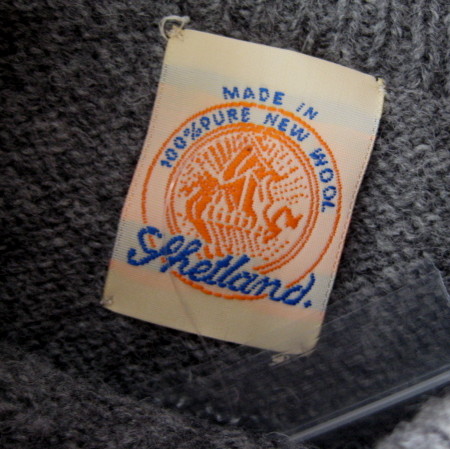 MADE IN
100% PURE NEW WOOL
Shetland.